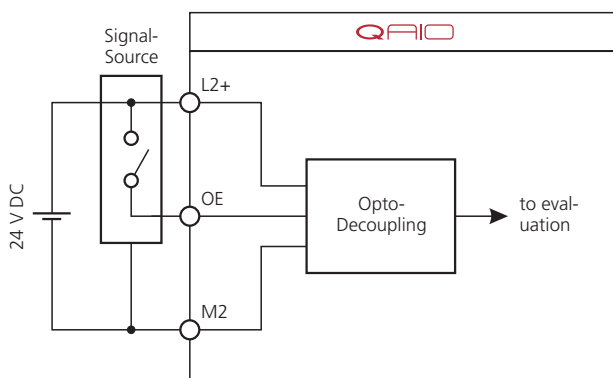 Signal-
Source
QAIO
L2+
24 V DC
OE
Opto-
Decoupling
to eval-
uation
M2